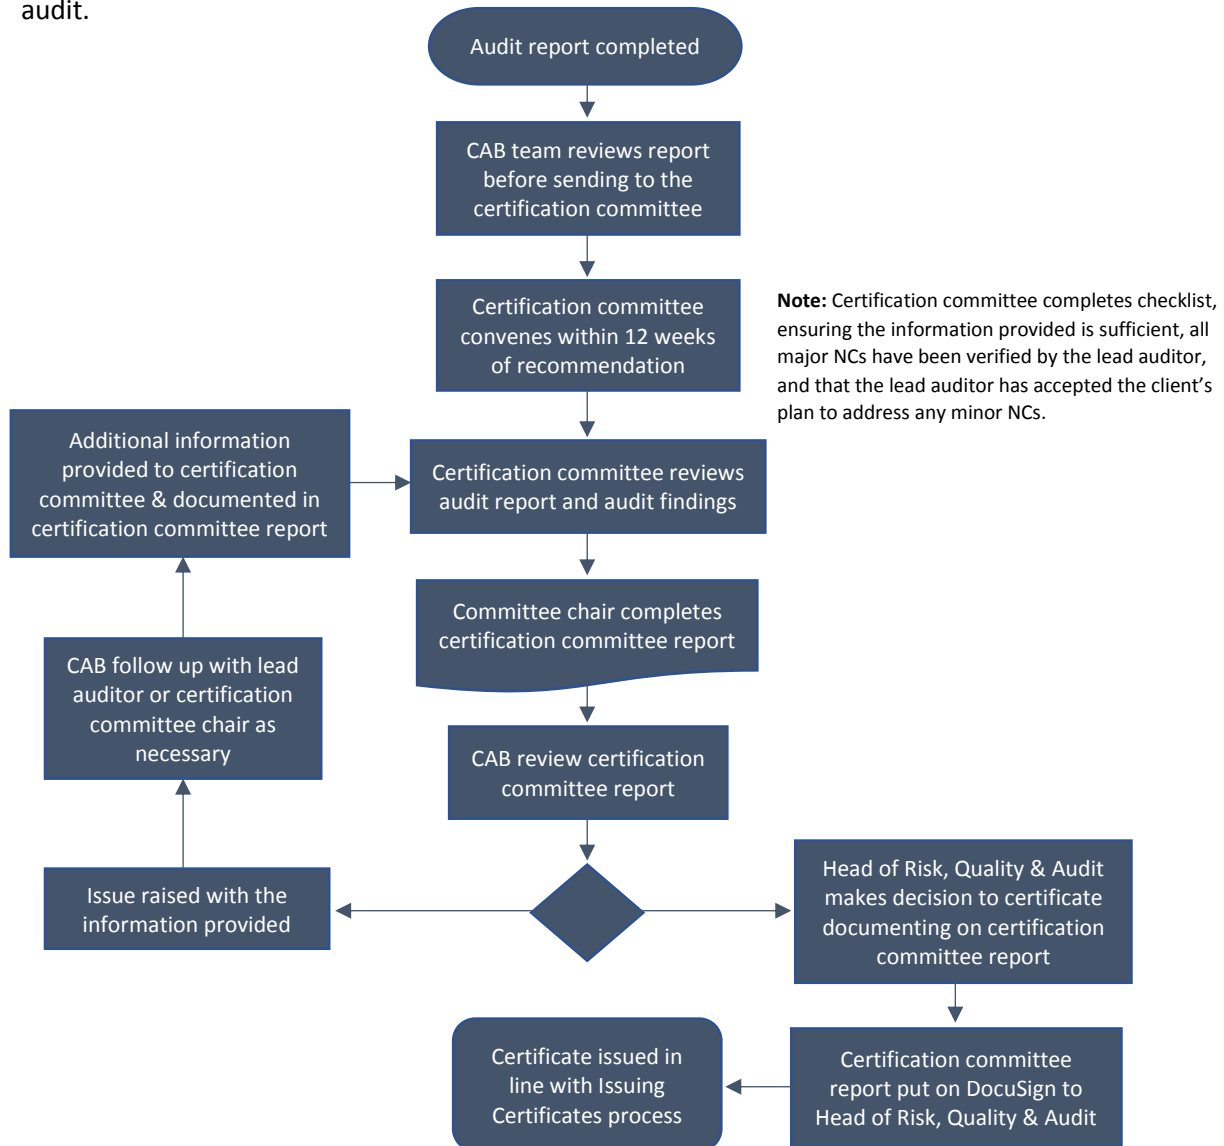 audit.
Audit report completed
CAB team reviews report
before sending to the
certification committee
Certification committee
convenes within 12 weeks
of recommendation
Note: Certification committee completes checklist,
ensuring the information provided is sufficient, all
major NCs have been verified by the lead auditor,
and that the lead auditor has accepted the client’s
plan to address any minor NCs.
Additional information
provided to certification
committee & documented in
certification committee report
Certification committee reviews
audit report and audit findings
Committee chair completes
certification committee report
CAB follow up with lead
auditor or certification
committee chair as
necessary
CAB review certification
committee report
Issue raised with the
information provided
Head of Risk, Quality & Audit
makes decision to certificate
documenting on certification
committee report
Certificate issued in
line with Issuing
Certificates process
Certification committee
report put on DocuSign to
Head of Risk, Quality & Audit